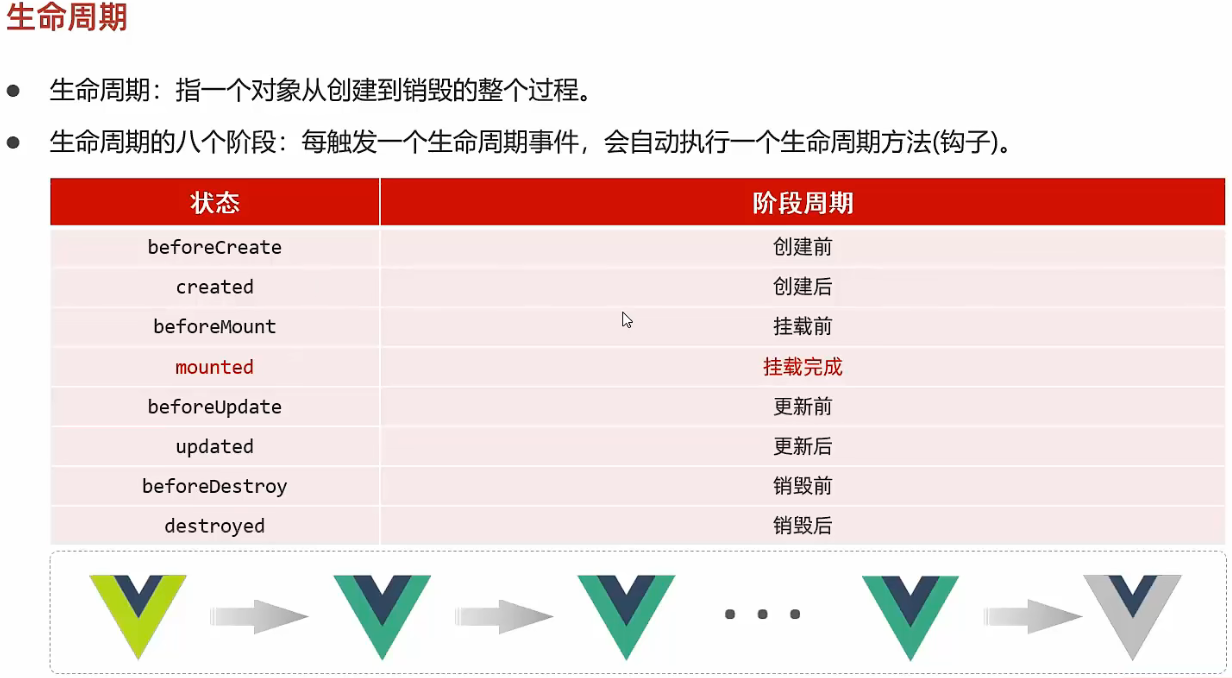 生命周期
生命周期：指一个对象从创建到销毁的整个过程。
生命周期的八个阶段：每触发一个生命周期事件，会自动执行一个生命周期方法(钩子)。
状态 阶段周期
beforeCreate 创建前
created 创建后
beforeMount 挂载前
mounted 挂载完成
beforeUpdate 更新前
updated 更新后
beforeDestroy 销毁前
destroyed 销毁后